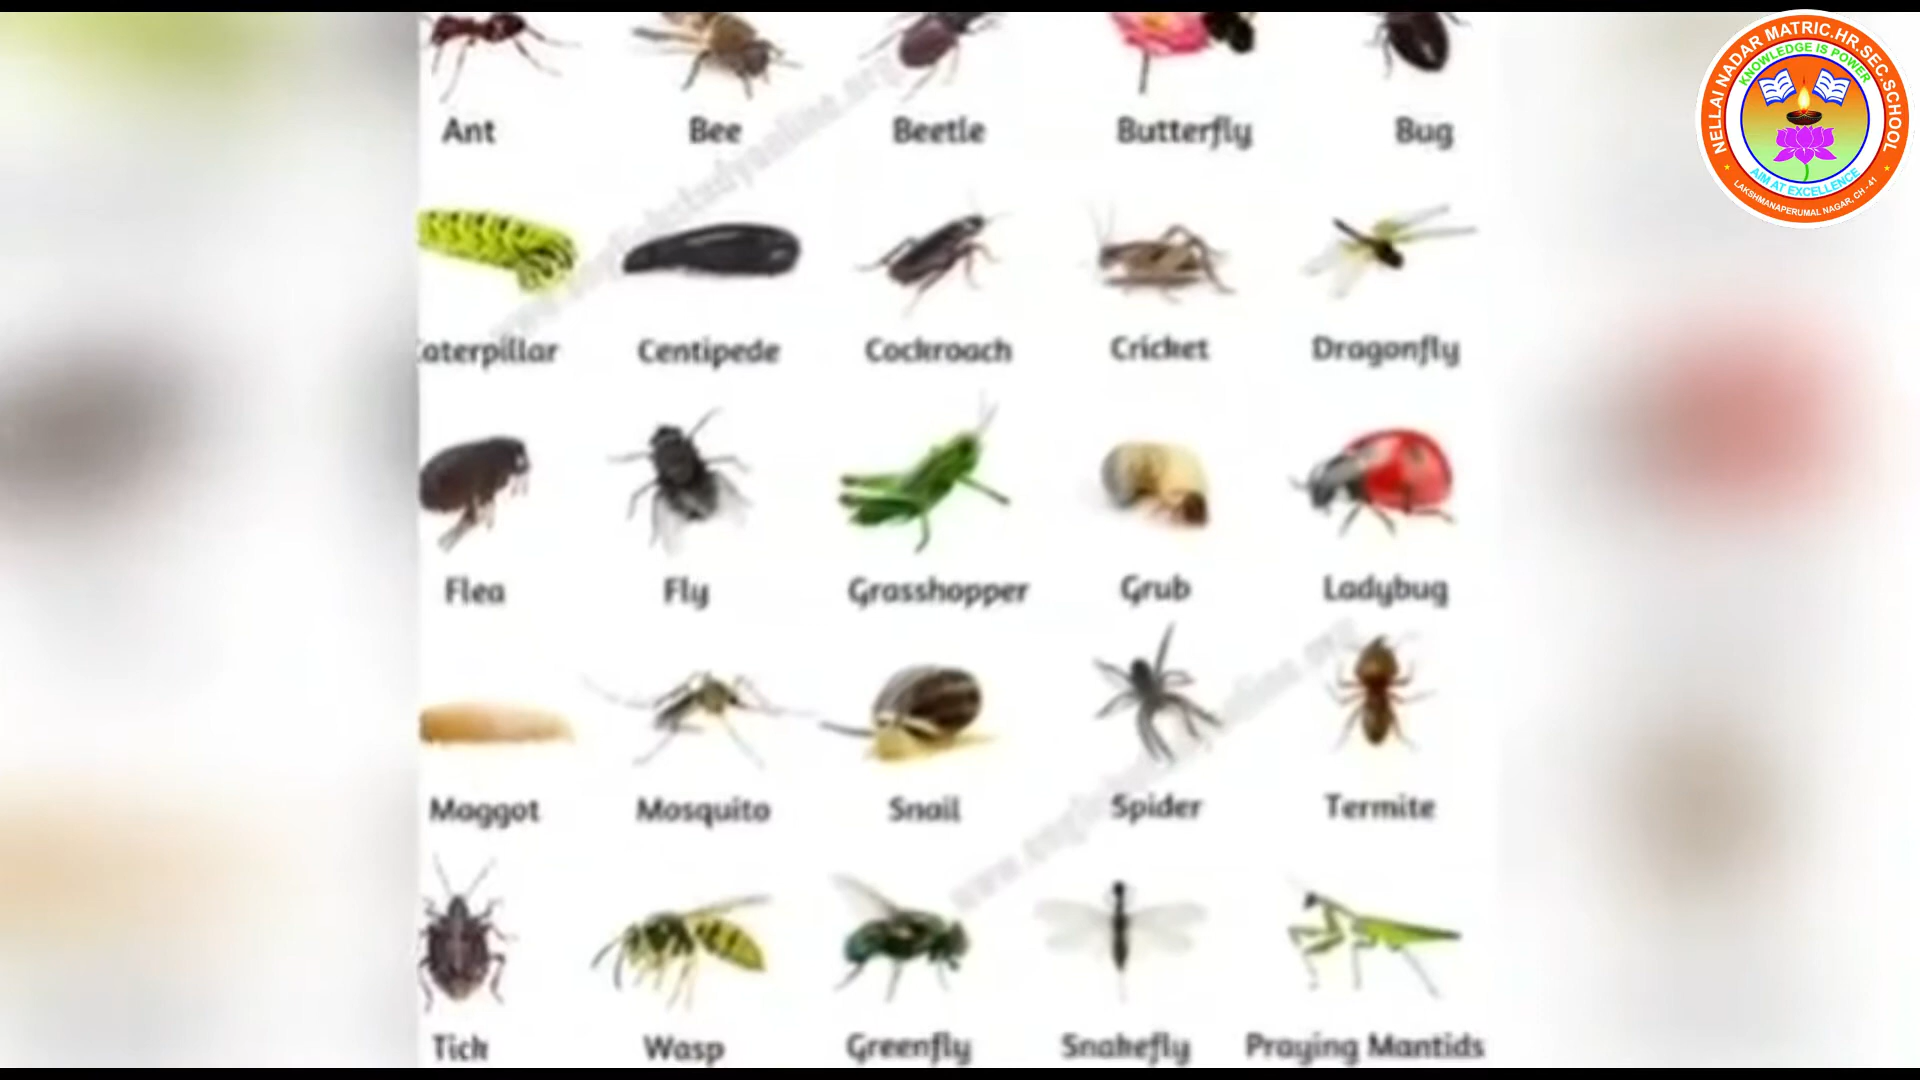 Ant Bee Beetle Butterfly Bug
aterpillar Centipede Cockroach Cricket Dragonfly
Flea Fly Grasshopper Grub Ladybug
Maggot Mosquito Snail Spider Termite
Tick Wasp Greenfly Snakefly Praying Mantids
NELLAI NADAR MATRIC.HR.SEC.SCHOOL
KNOWLEDGE IS POWER
AIM AT EXCELLENCE
LAKSHMANAPERUMAL NAGAR, CH - 41